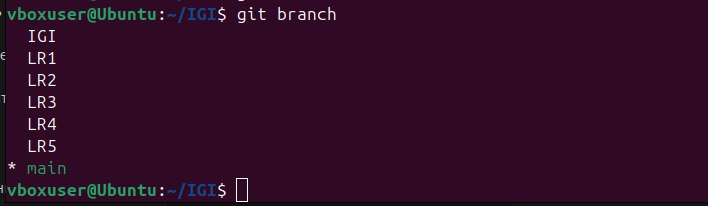 vboxuser@Ubuntu:~/IGI$ git branch
  IGI
  LR1
  LR2
  LR3
  LR4
  LR5
* main
vboxuser@Ubuntu:~/IGI$